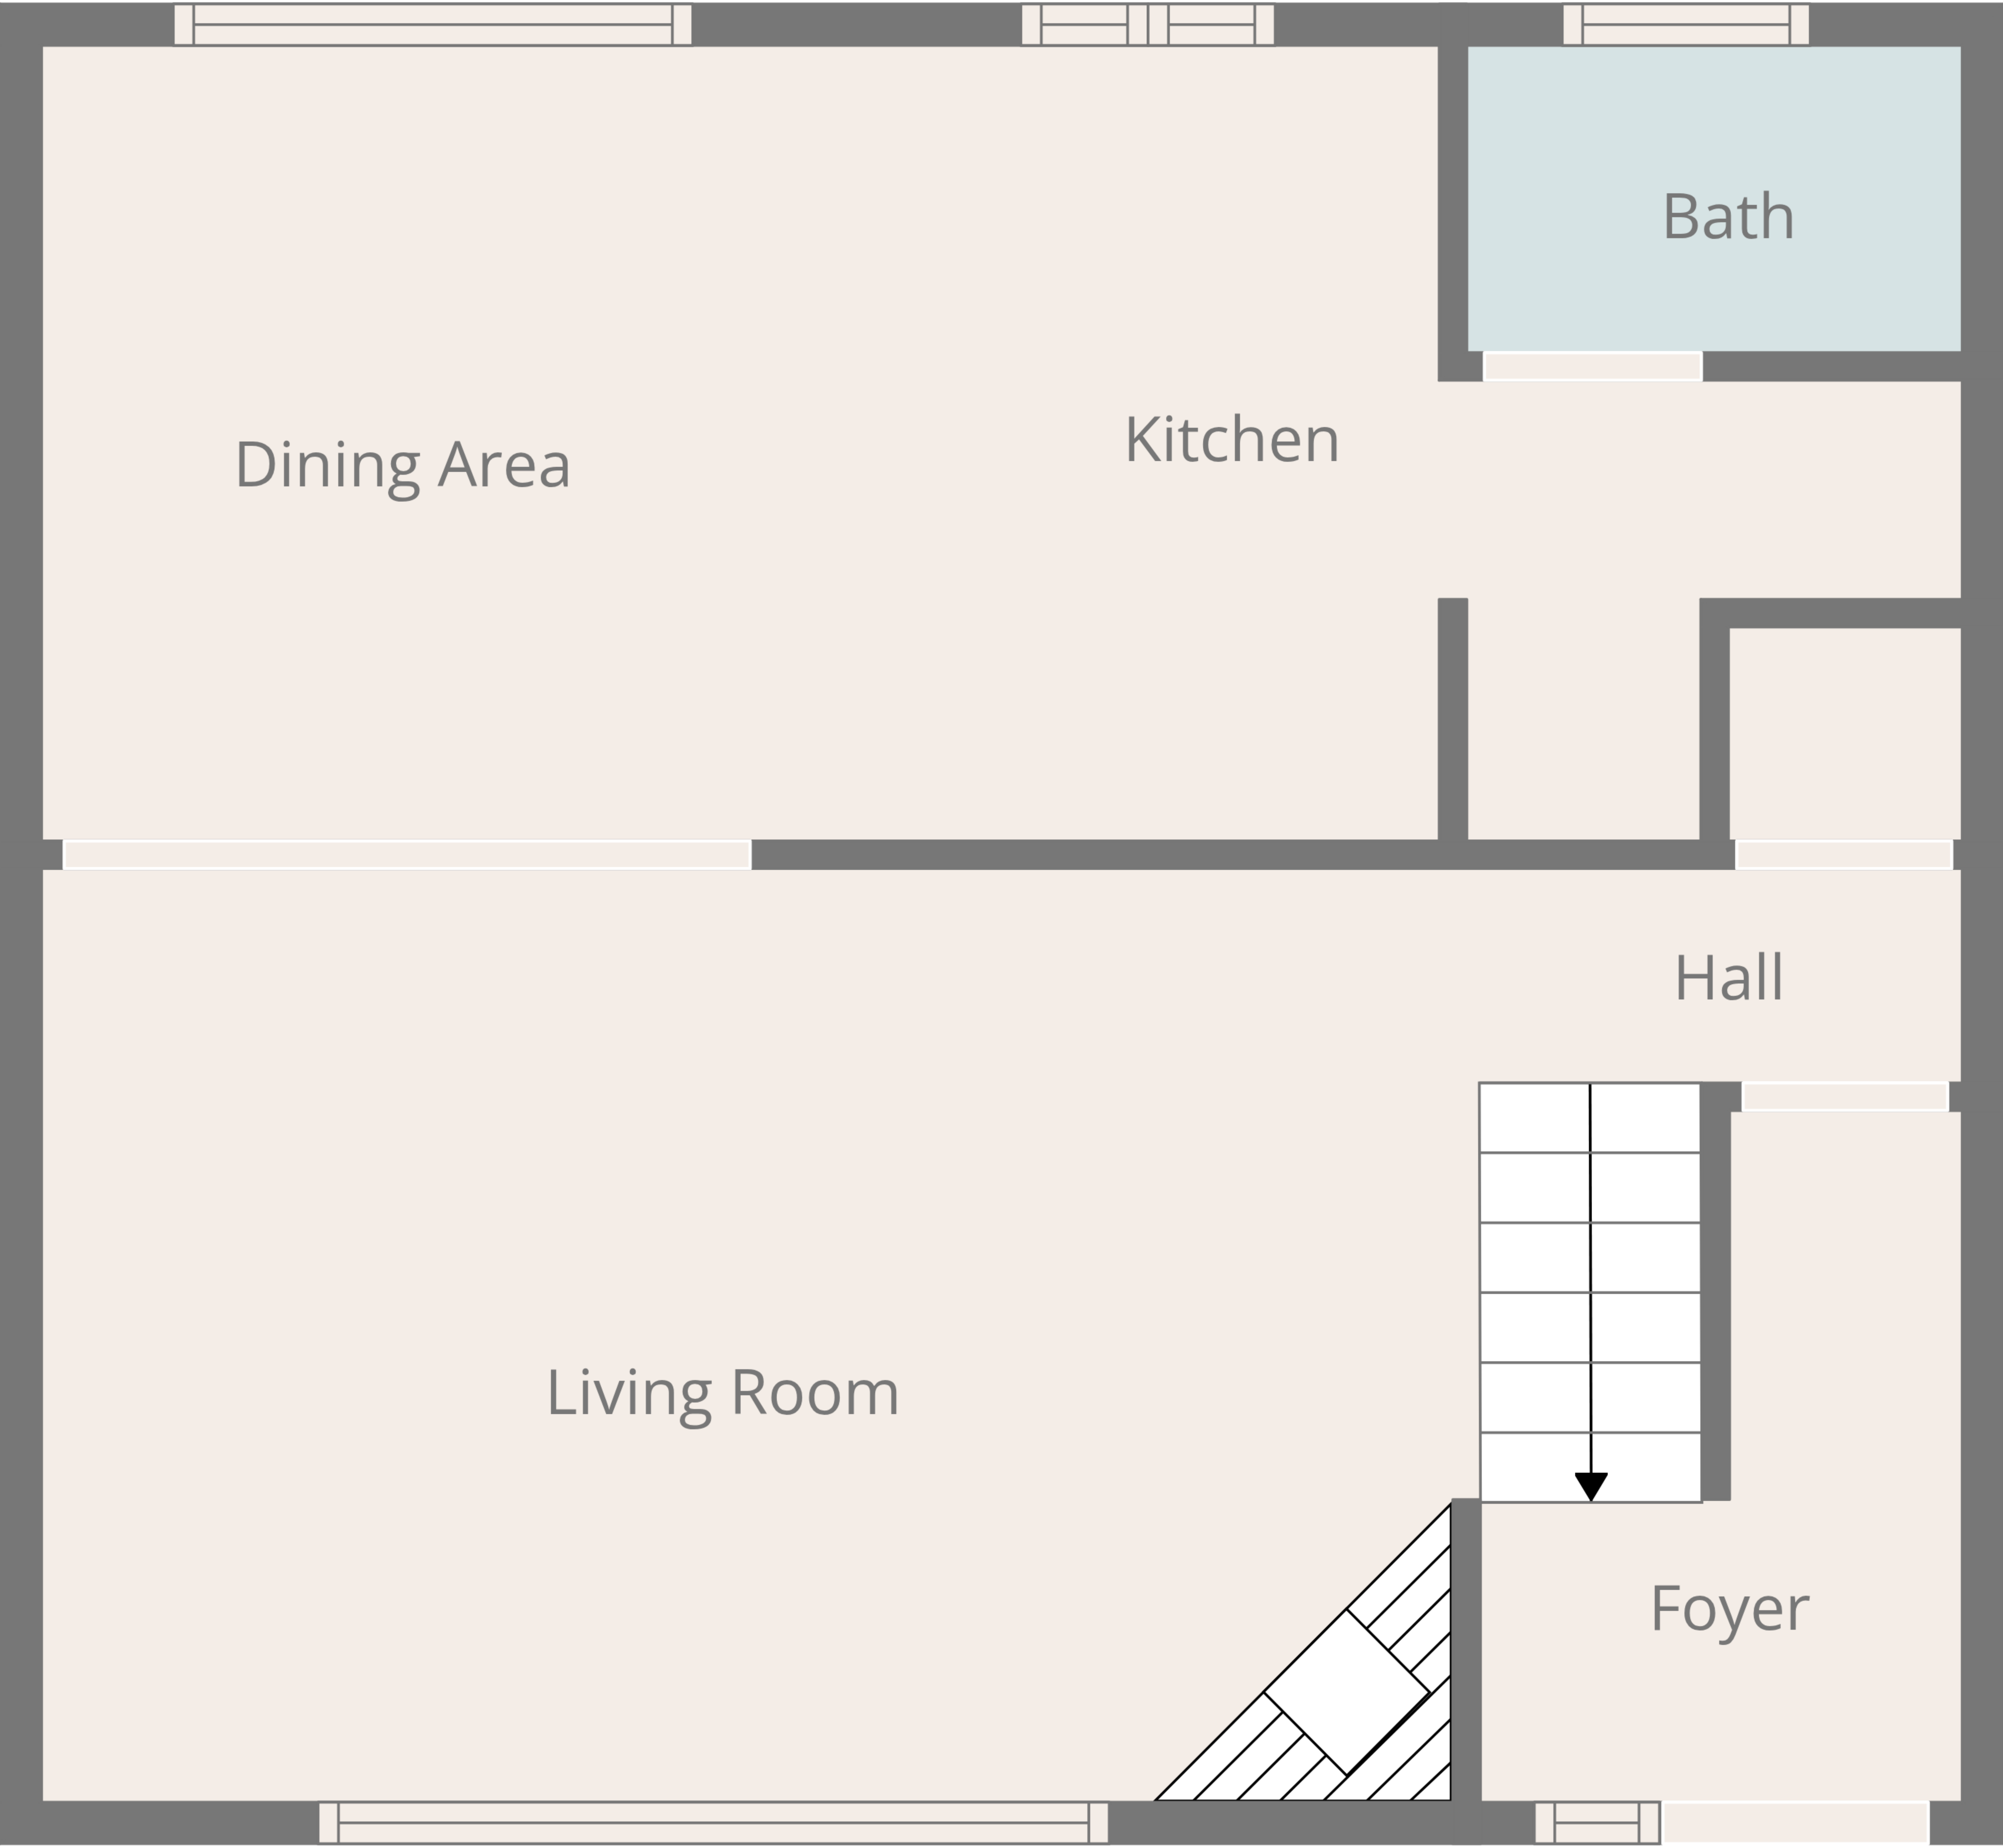 Bath
Dining Area
Kitchen
Hall
Living Room
Foyer